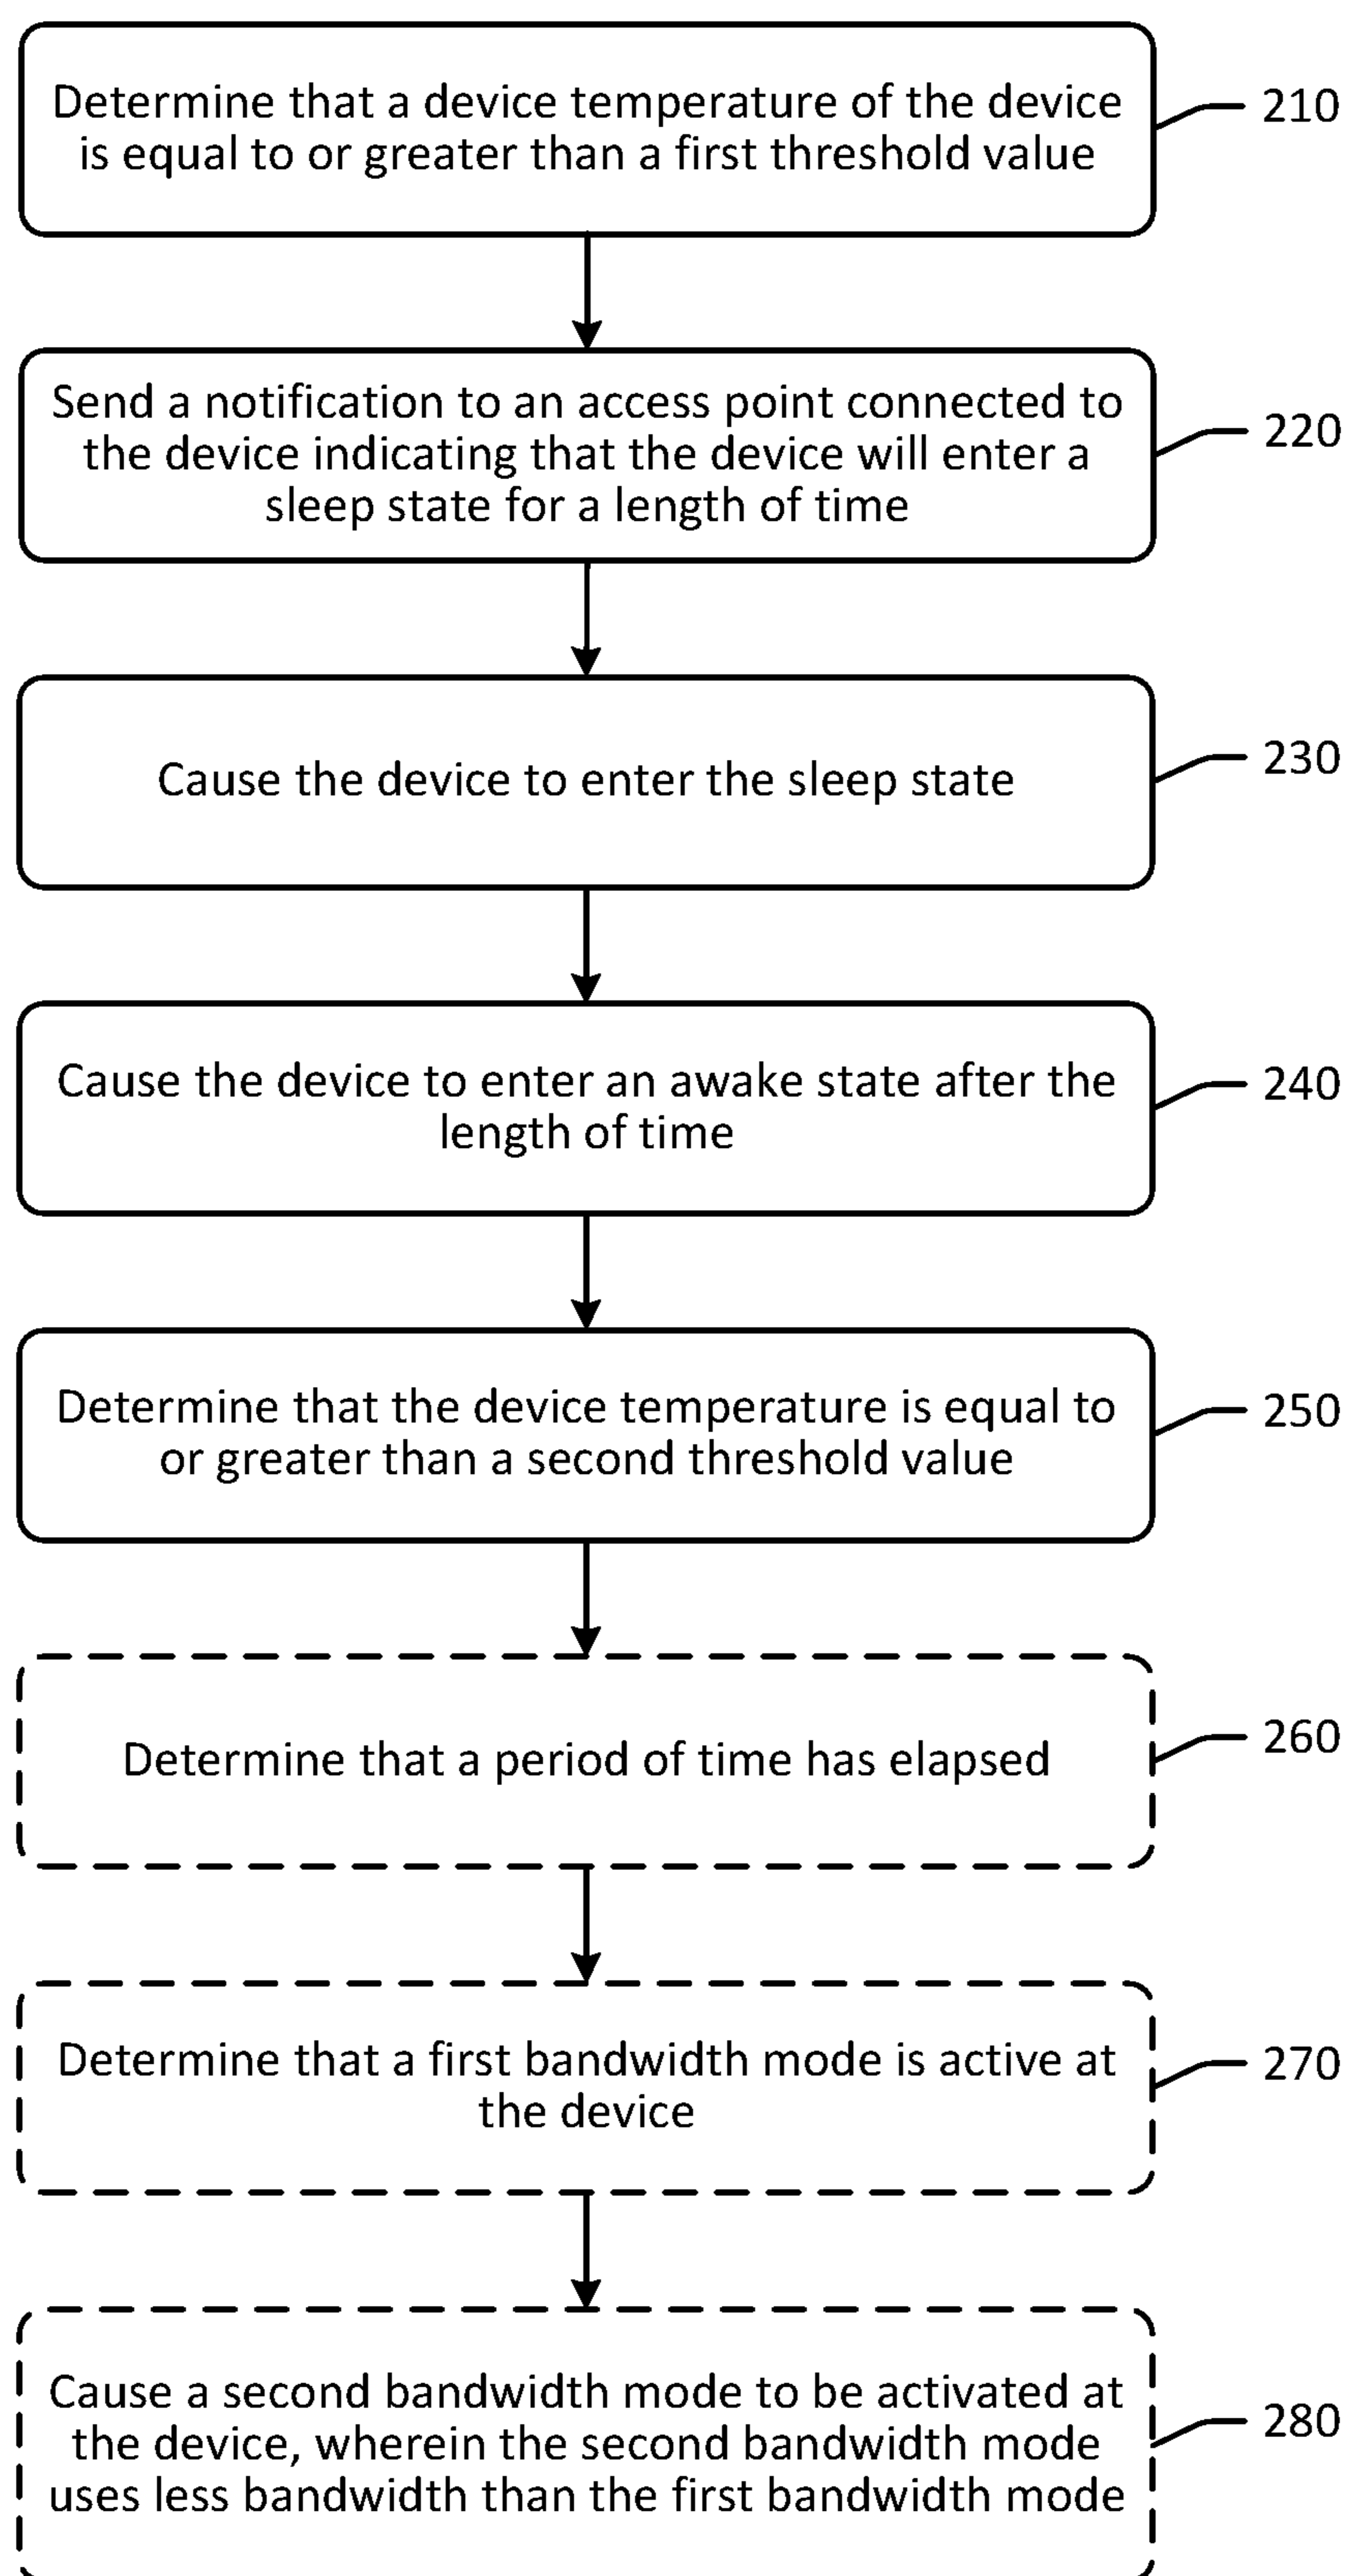 Determine that a device temperature of the device
is equal to or greater than a first threshold value
210
Send a notification to an access point connected to
the device indicating that the device will enter a
sleep state for a length of time
220
Cause the device to enter the sleep state
230
Cause the device to enter an awake state after the
length of time
240
Determine that the device temperature is equal to
or greater than a second threshold value
250
Determine that a period of time has elapsed
260
Determine that a first bandwidth mode is active at
the device
270
Cause a second bandwidth mode to be activated at
the device, wherein the second bandwidth mode
uses less bandwidth than the first bandwidth mode
280